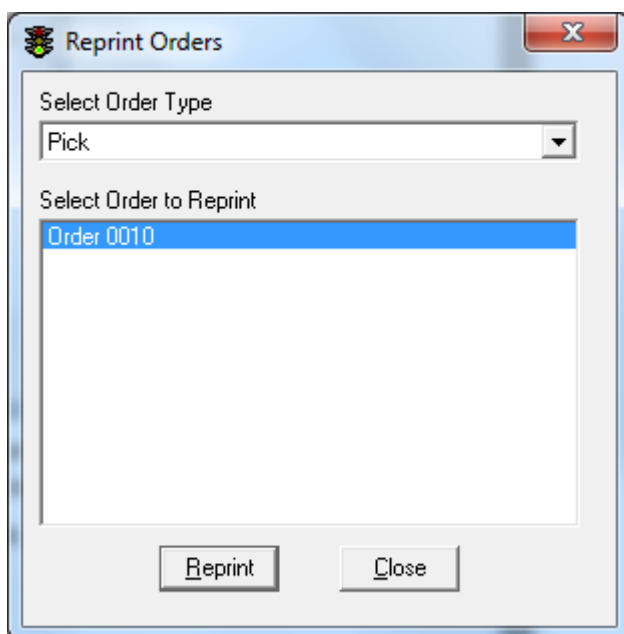 Reprint Orders
Select Order Type
Pick
Select Order to Reprint
Order 0010
Reprint
Close